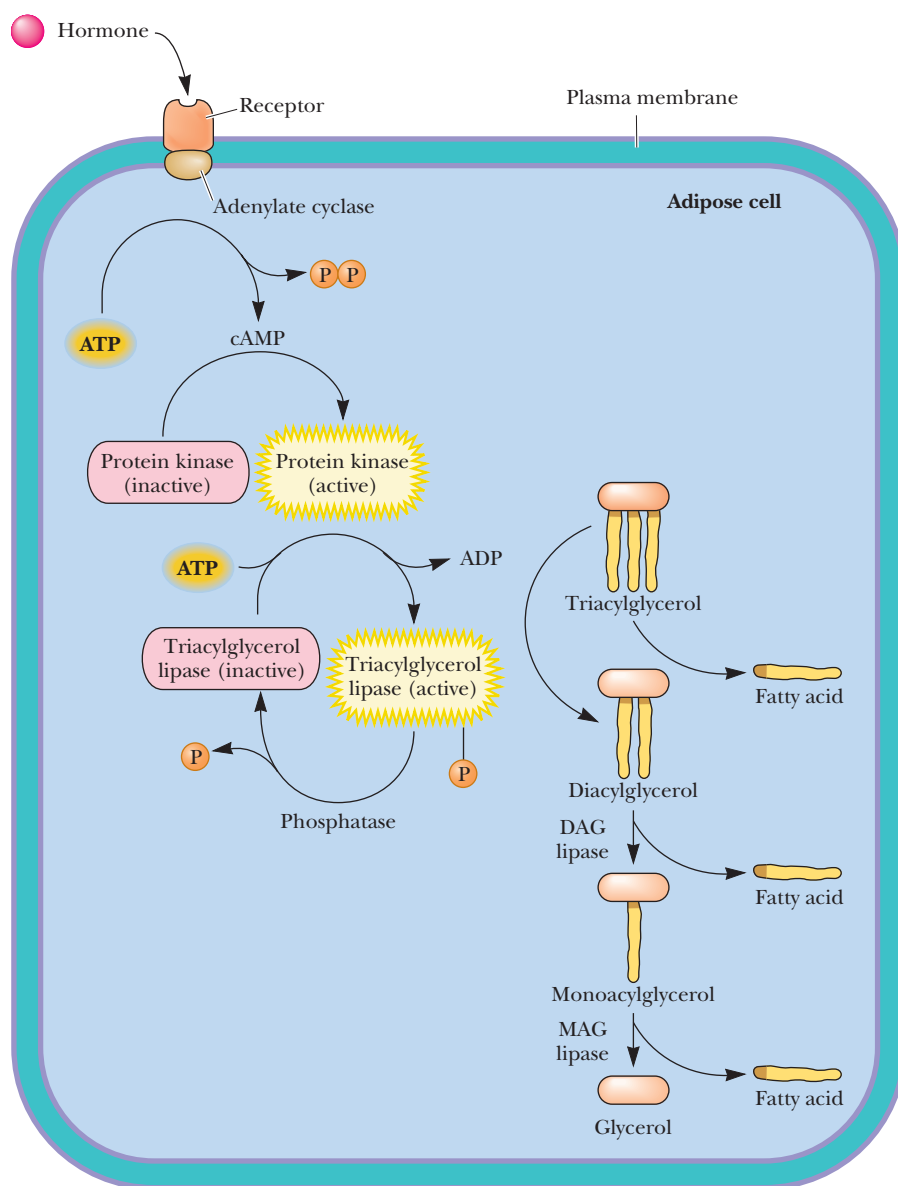 Hormone
Receptor
Plasma membrane
Adenylate cyclase
Adipose cell
P P
ATP
cAMP
Protein kinase
(inactive)
Protein kinase
(active)
ATP
ADP
Triacylglycerol
lipase (inactive)
Triacylglycerol
lipase (active)
P
P
Phosphatase
Triacylglycerol
Fatty acid
Diacylglycerol
DAG
lipase
Fatty acid
Monoacylglycerol
MAG
lipase
Fatty acid
Glycerol